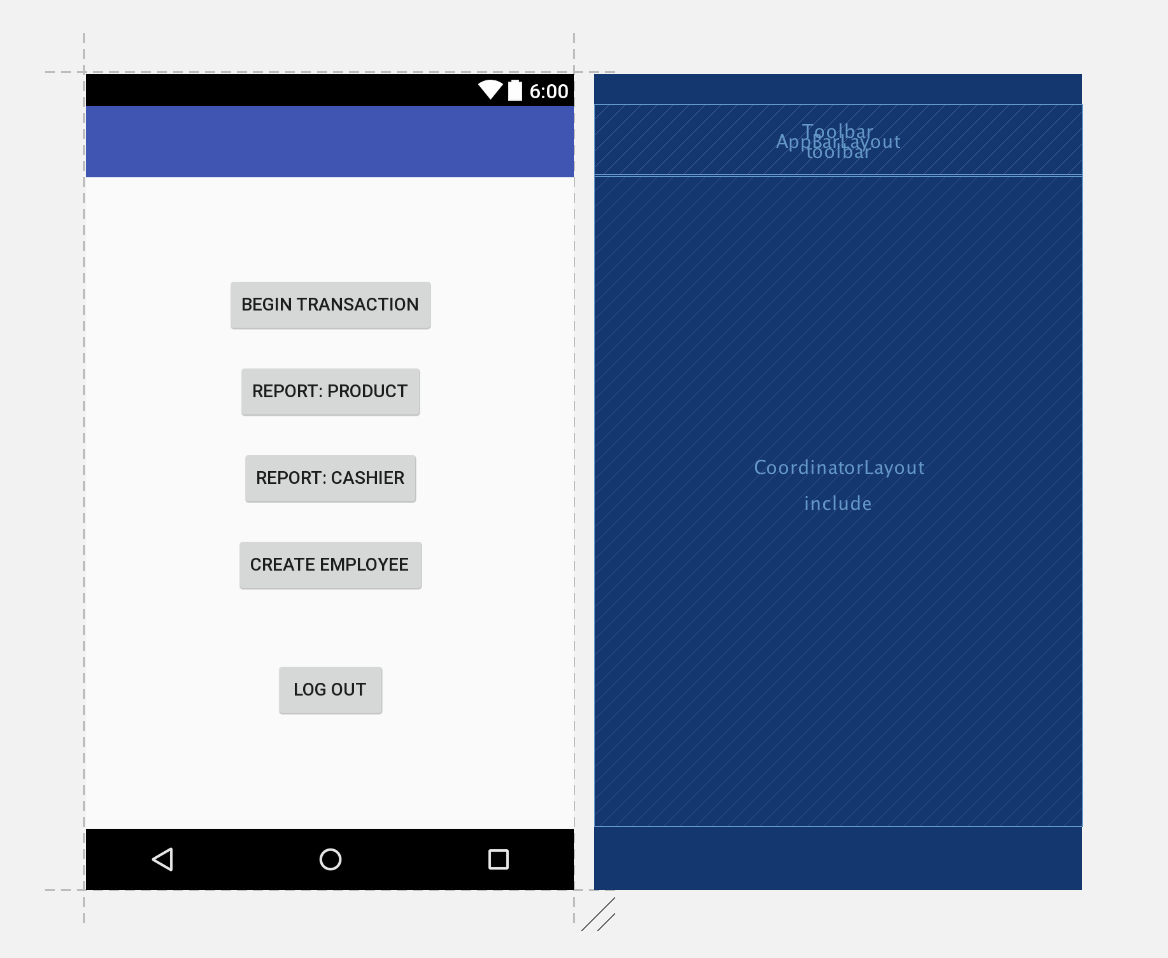 6:00
BEGIN TRANSACTION
REPORT: PRODUCT
REPORT: CASHIER
CREATE EMPLOYEE
LOG OUT
Toolbar
AppBarLayout
toolbar
CoordinatorLayout
include